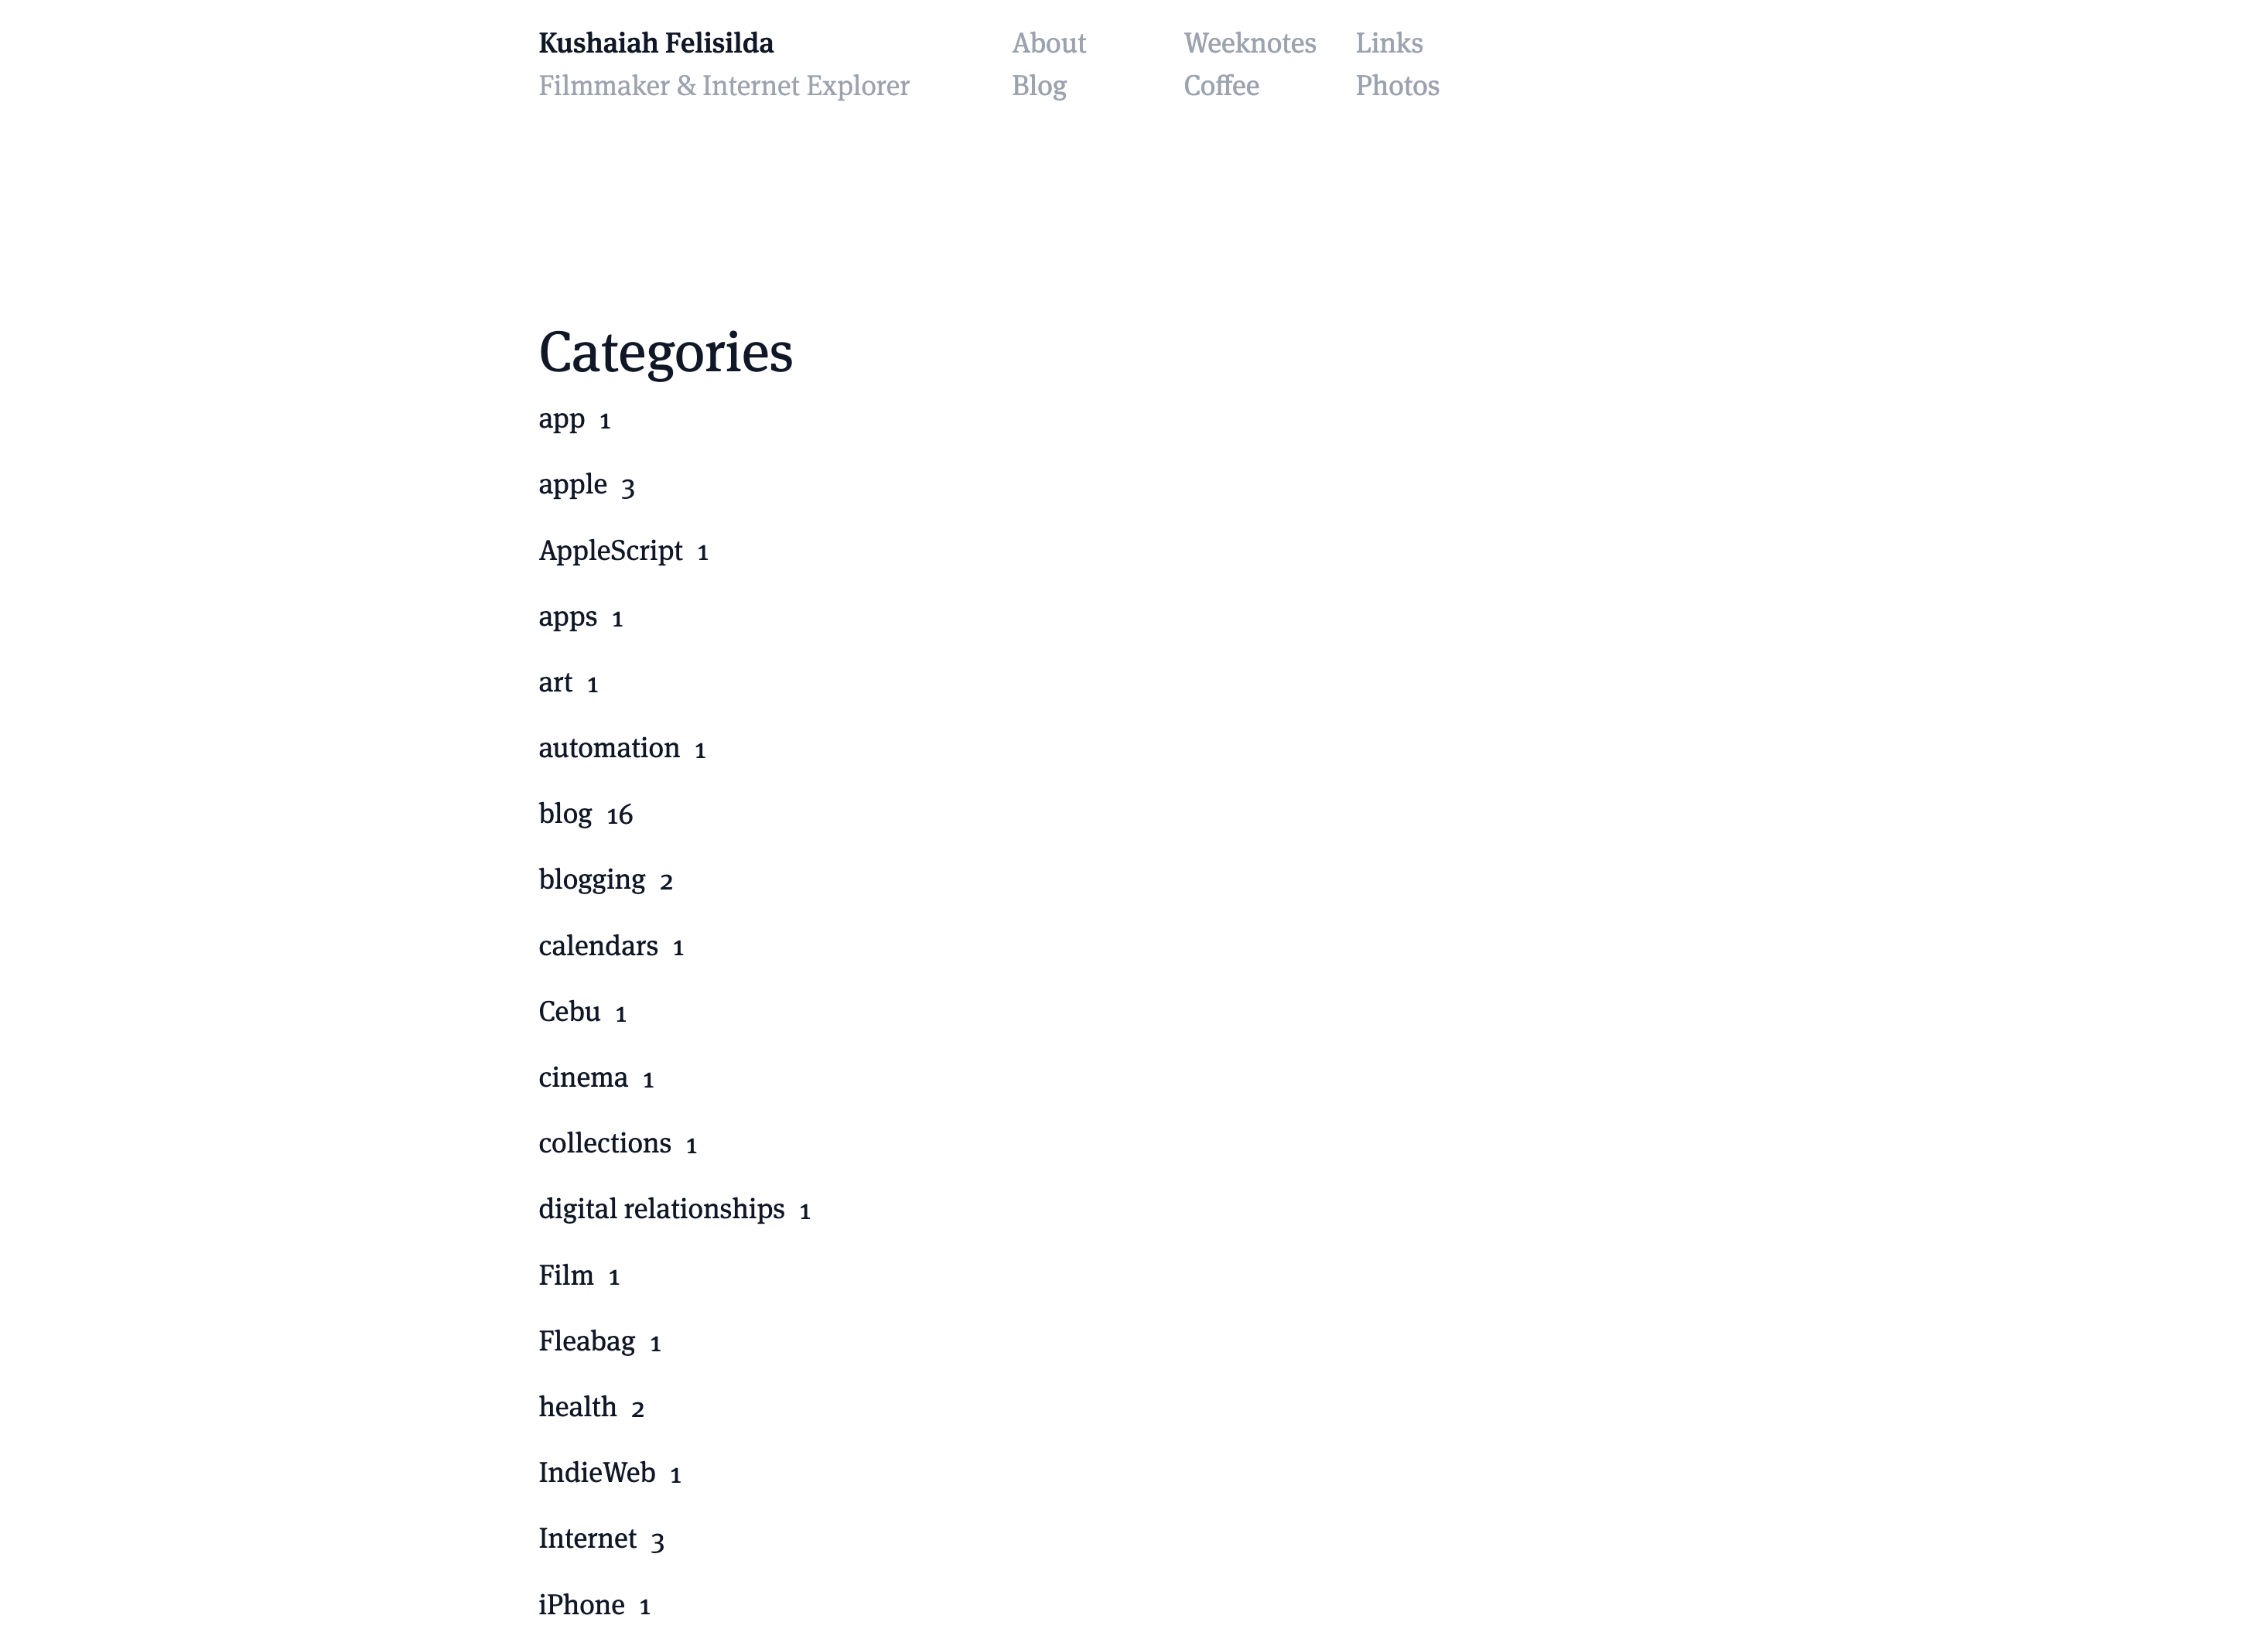 Kushaiah Felisilda
Filmmaker & Internet Explorer
About
Weeknotes
Links
Blog
Coffee
Photos
Categories
app 1
apple 3
AppleScript 1
apps 1
art 1
automation 1
blog 16
blogging 2
calendars 1
Cebu 1
cinema 1
collections 1
digital relationships 1
Film 1
Fleabag 1
health 2
IndieWeb 1
Internet 3
iPhone 1